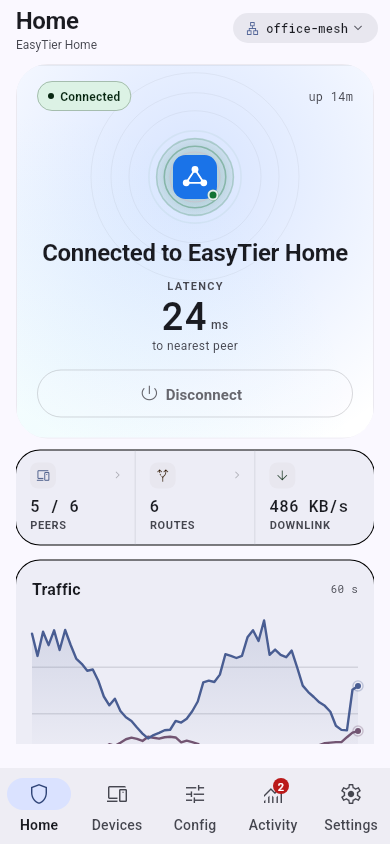 Home
EasyTier Home
office-mesh
Connected
up 14m
Connected to EasyTier Home
LATENCY
24 ms
to nearest peer
Disconnect
5 / 6
PEERS
6
ROUTES
486 KB/s
DOWNLINK
Traffic
60 s
2
Home
Devices
Config
Activity
Settings